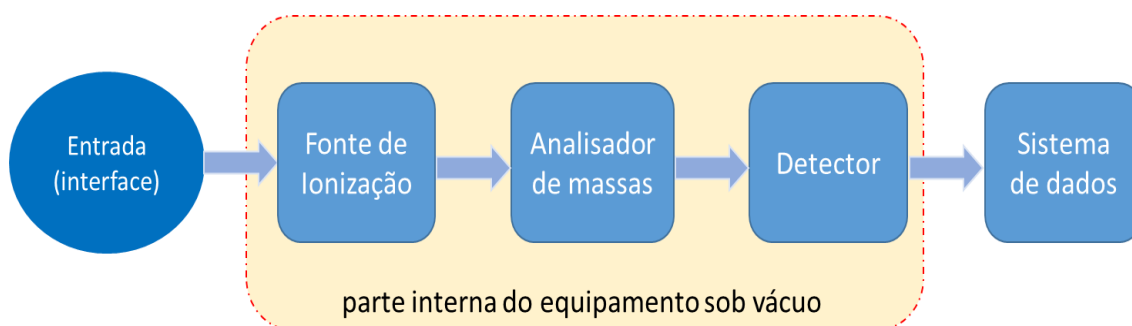 Entrada
(interface)
Fonte de
Ionização
Analisador
de massas
Detector
Sistema
de dados
parte interna do equipamento sob vácuo